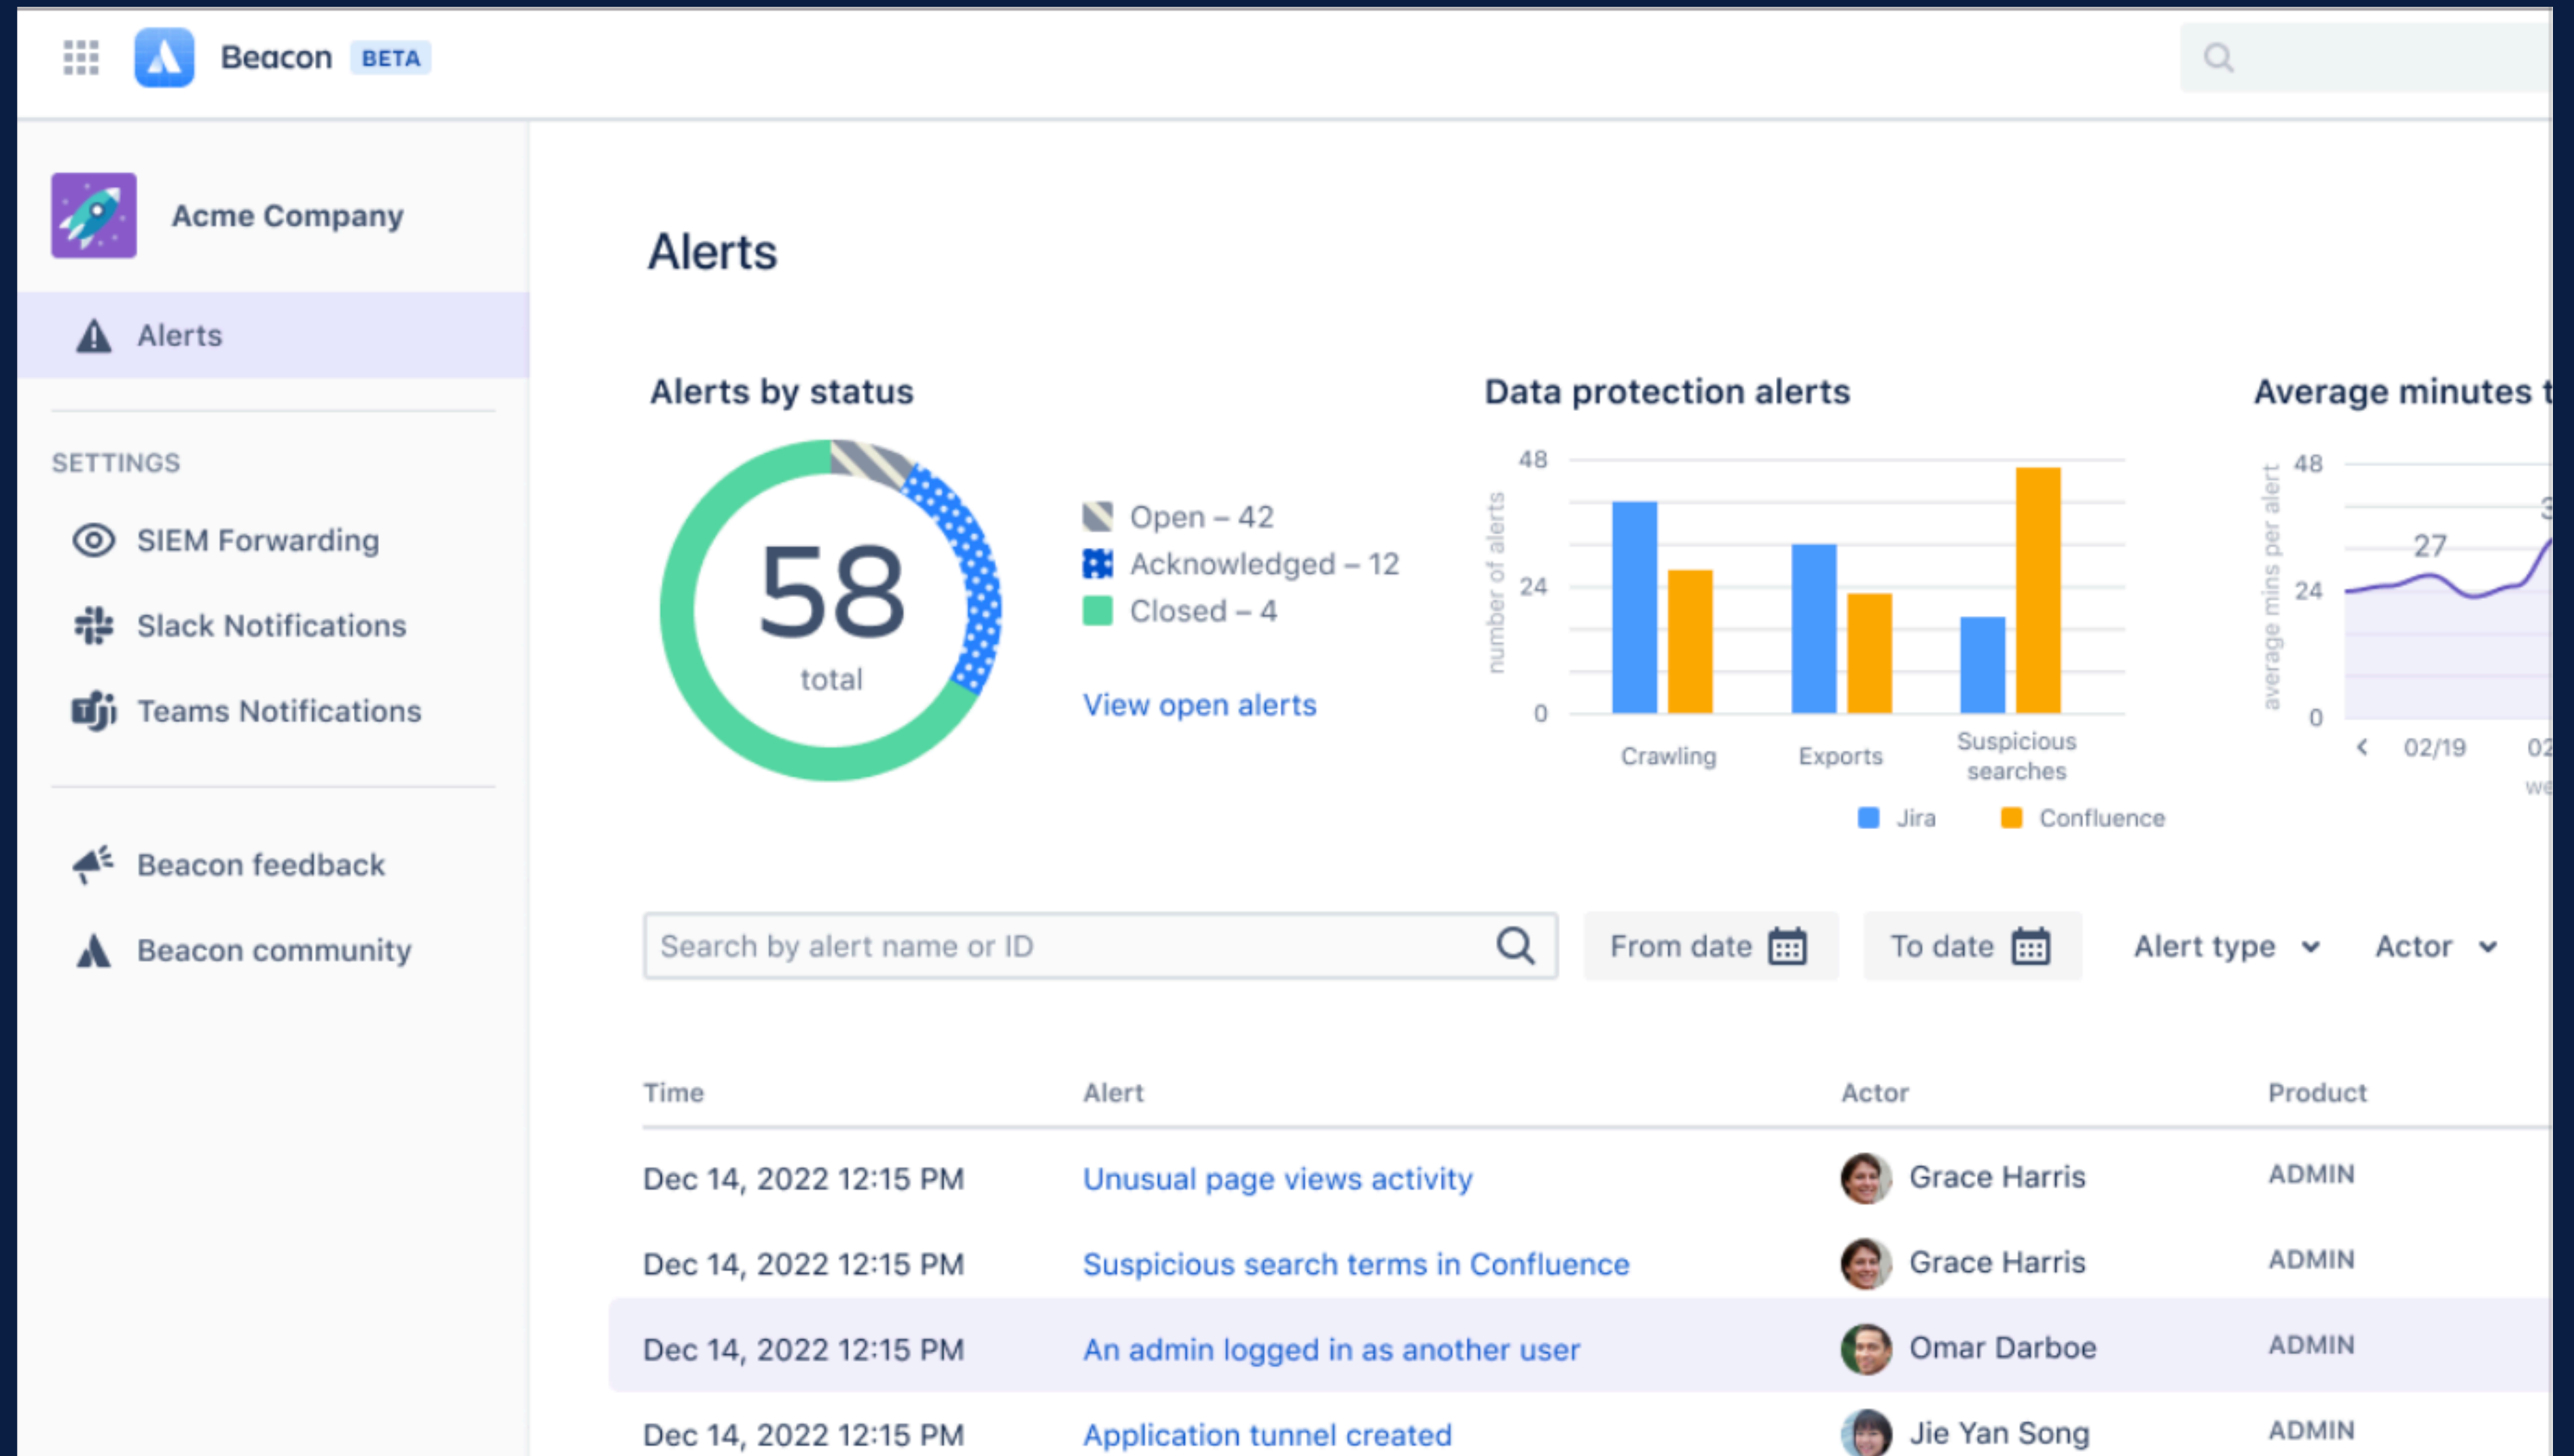 Beacon BETA
Acme Company
Alerts
SETTINGS
SIEM Forwarding
Slack Notifications
Teams Notifications
Beacon feedback
Beacon community
Alerts
Alerts by status
58
total
Open – 42
Acknowledged – 12
Closed – 4
View open alerts
Data protection alerts
number of alerts
48
24
0
Crawling
Exports
Suspicious
searches
Jira
Confluence
Average minutes
average mins per alert
48
24
0
27
02/19
Search by alert name or ID
From date
To date
Alert type
Actor
Time Alert Actor Product
Dec 14, 2022 12:15 PM Unusual page views activity Grace Harris ADMIN
Dec 14, 2022 12:15 PM Suspicious search terms in Confluence Grace Harris ADMIN
Dec 14, 2022 12:15 PM An admin logged in as another user Omar Darboe ADMIN
Dec 14, 2022 12:15 PM Application tunnel created Jie Yan Song ADMIN